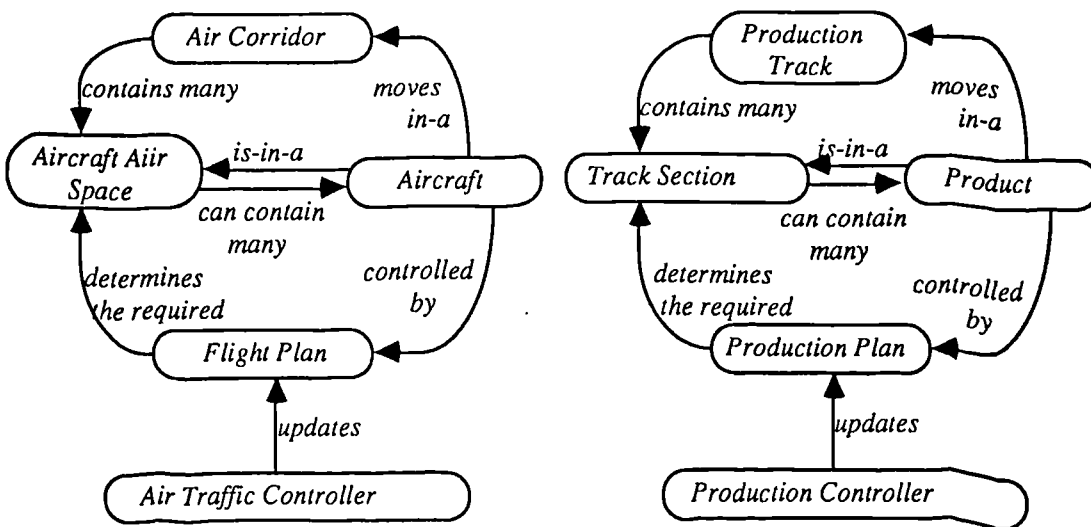 Air Corridor
contains many
moves
in-a
Aircraft Aiir
Space
is-in-a
Aircraft
can contain
many
determines
the required
controlled
by
Flight Plan
updates
Air Traffic Controller
Production
Track
contains many
moves
in-a
Track Section
is-in-a
Product
can contain
many
determines
the required
controlled
by
Production Plan
updates
Production Controller